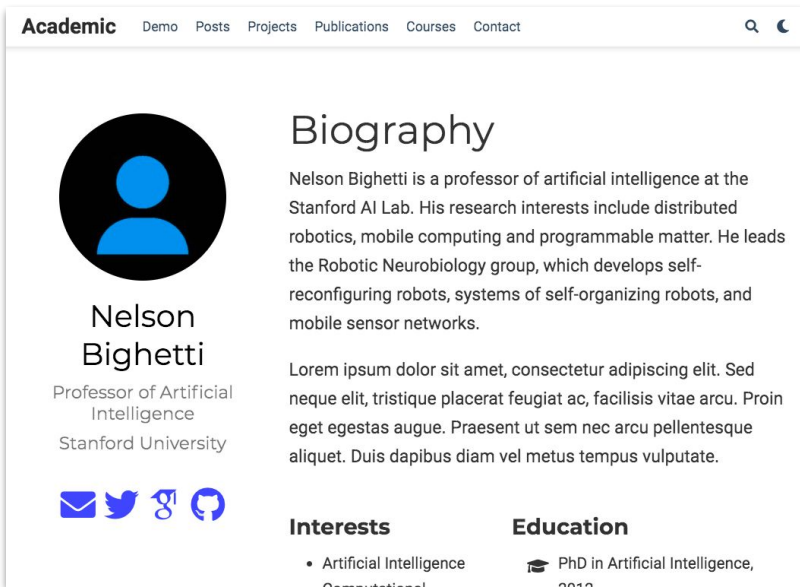 Academic Demo Posts Projects Publications Courses Contact
Nelson
Bighetti
Professor of Artificial
Intelligence
Stanford University
Biography
Nelson Bighetti is a professor of artificial intelligence at the
Stanford AI Lab. His research interests include distributed
robotics, mobile computing and programmable matter. He leads
the Robotic Neurobiology group, which develops self-
reconfiguring robots, systems of self-organizing robots, and
mobile sensor networks.
Lorem ipsum dolor sit amet, consectetur adipiscing elit. Sed
neque elit, tristique placerat feugiat ac, facilisis vitae arcu. Proin
eget egestas augue. Praesent ut sem nec arcu pellentesque
aliquet. Duis dapibus diam vel metus tempus vulputate.
Interests
• Artificial Intelligence
Computational
Education
PhD in Artificial Intelligence,
2012